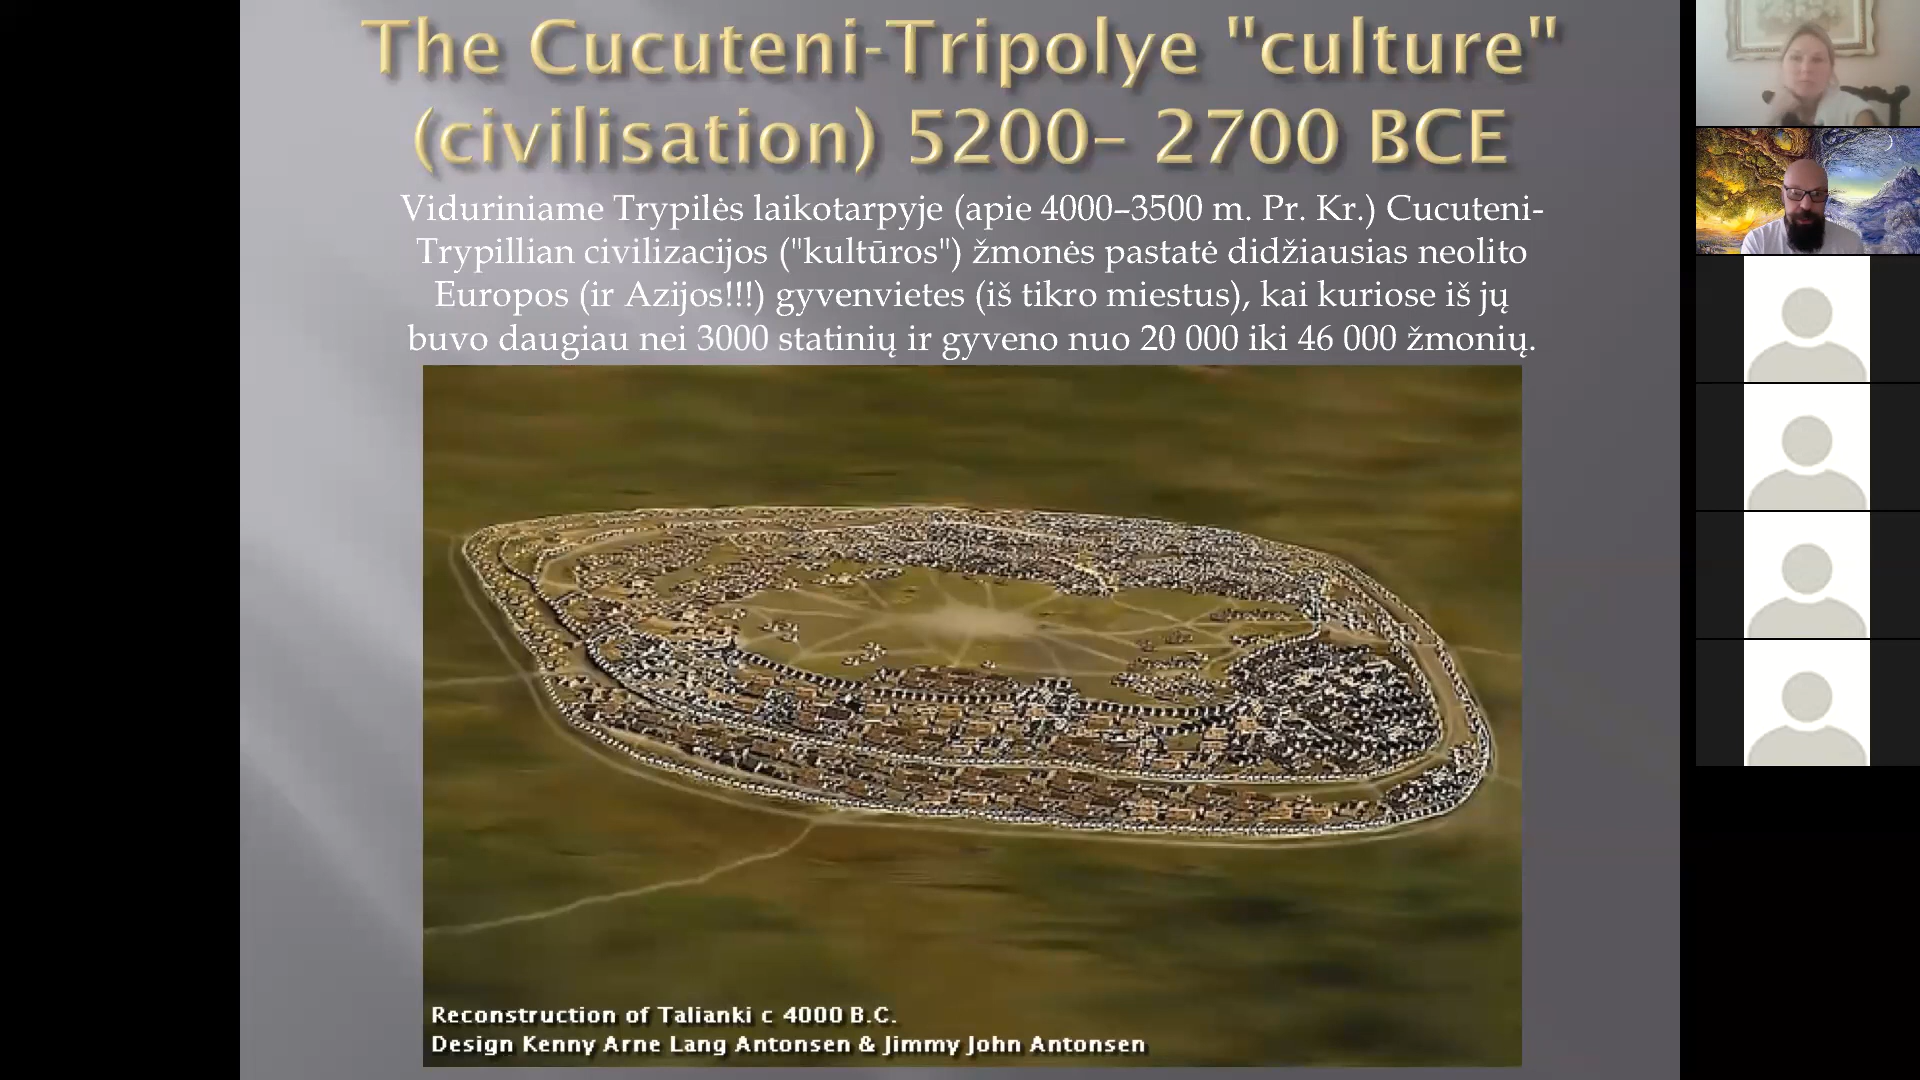 The Cucuteni-Tripolye "culture"
(civilisation) 5200– 2700 BCE
Viduriniame Trypilės laikotarpyje (apie 4000–3500 m. Pr. Kr.) Cucuteni-
Trypillian civilizacijos ("kultūros") žmonės pastatė didžiausias neolito
Europos (ir Azijos!!!) gyvenvietes (iš tikro miestus), kai kuriose iš jų
buvo daugiau nei 3000 statinių ir gyveno nuo 20 000 iki 46 000 žmonių.
Reconstruction of Talianki c 4000 B.C.
Design Kenny Arne Lang Antonsen & Jimmy John Antonsen